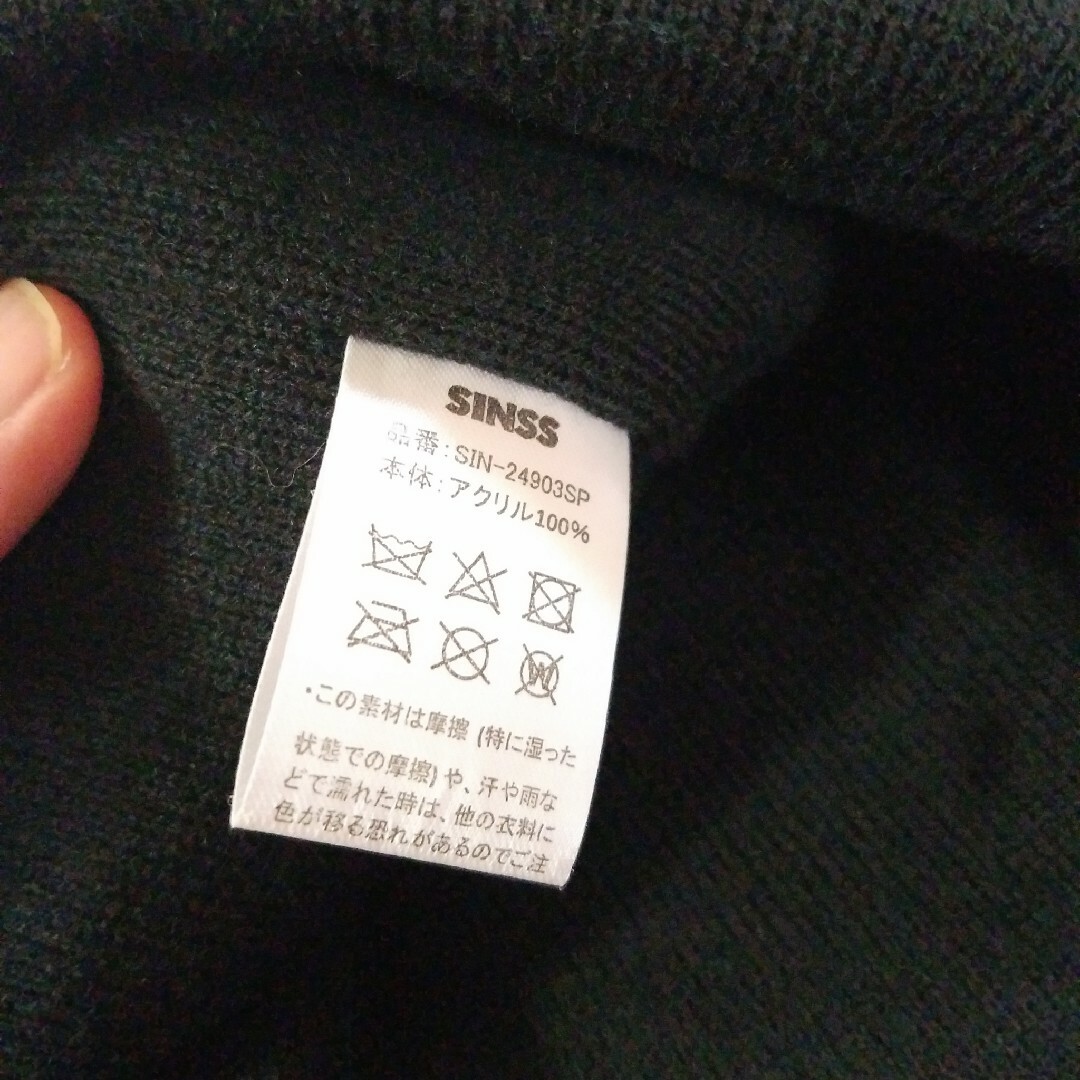 SINSS
品番:SIN-24903SP
本体:アクリル100%
W
・この素材は摩擦(特に湿った
状態での摩擦)や、汗や雨な
どで濡れた時は、他の衣料に
色が移る恐れがあるのでご注